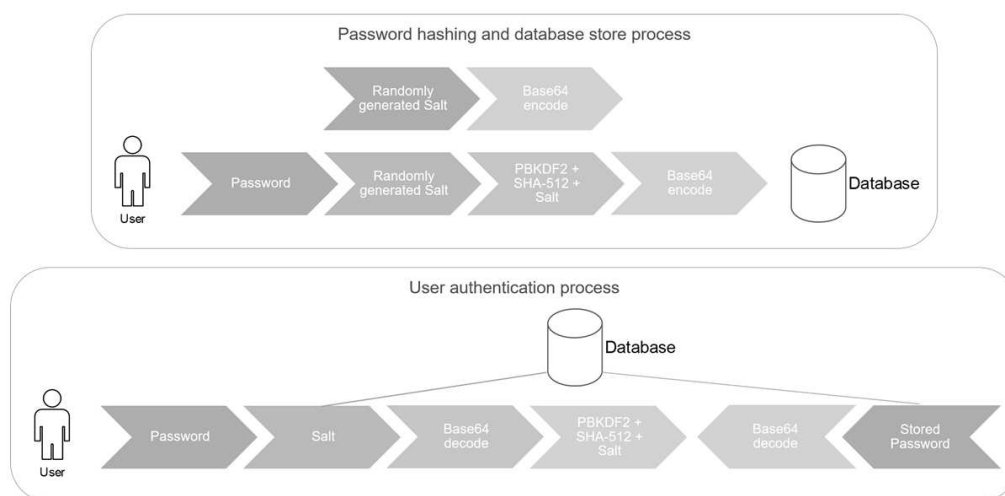 Password hashing and database store process
Randomly
generated Salt
Base64
encode
User
Password
Randomly
generated Salt
PBKDF2 +
SHA-512 +
Salt
Base64
encode
Database
User authentication process
Database
User
Password
Salt
Base64
decode
PBKDF2 +
SHA-512 +
Salt
Base64
decode
Stored
Password